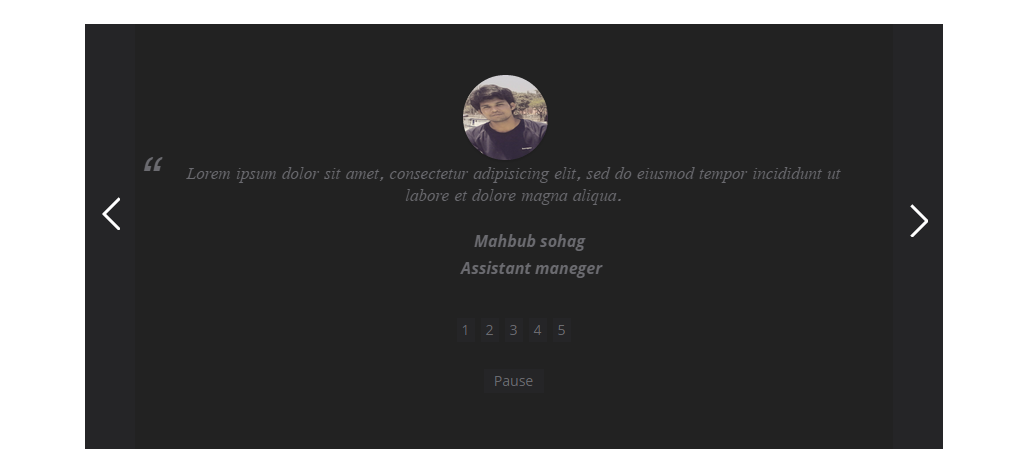 “ Lorem ipsum dolor sit amet, consectetur adipisicing elit, sed do eiusmod tempor incididunt ut
labore et dolore magna aliqua.
Mahbub sohag
Assistant maneger
1 2 3 4 5
Pause